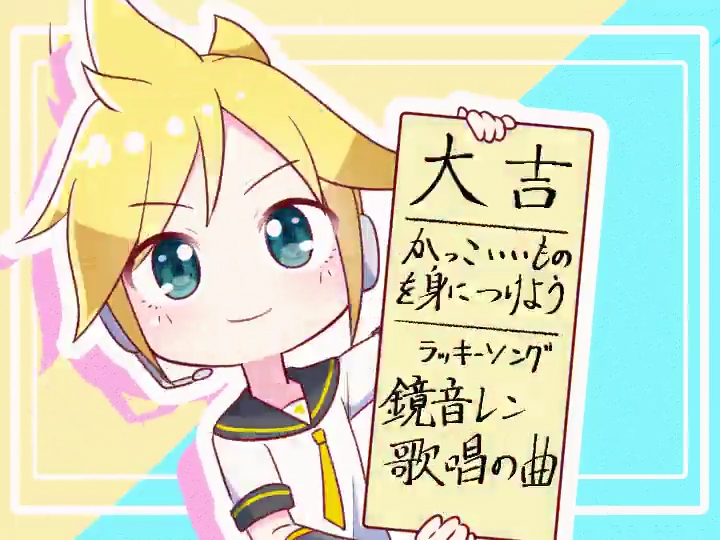 大吉
かっこいいもの
を身につけよう
ラッキーソング
鏡音レン
歌唱の曲